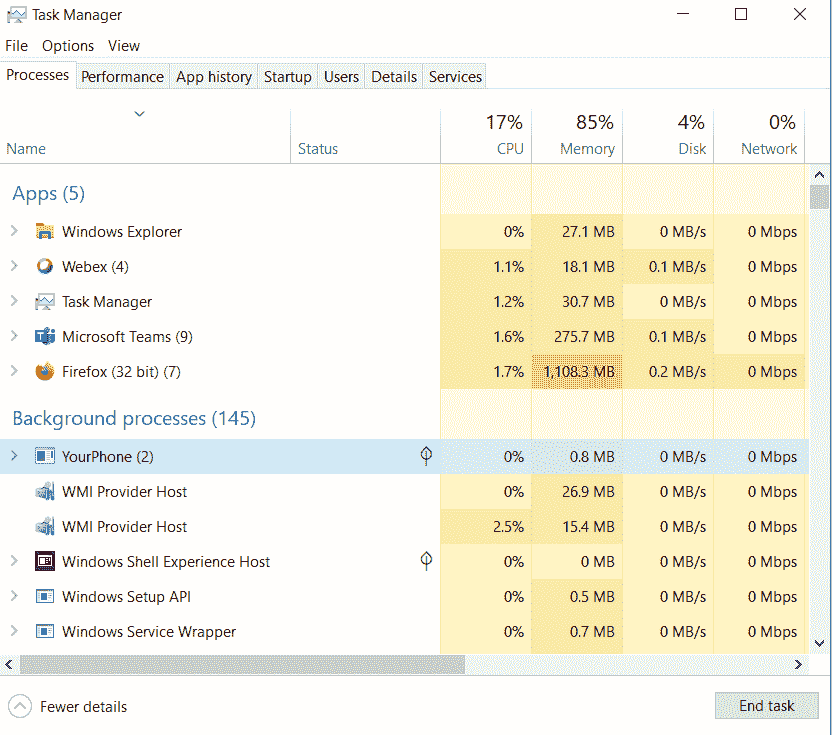 Task Manager
File Options View
Processes Performance App history Startup Users Details Services
17% 85% 4% 0%
Name Status CPU Memory Disk Network
Apps (5)
Windows Explorer 0% 27.1 MB 0 MB/s 0 Mbps
Webex (4) 1.1% 18.1 MB 0.1 MB/s 0 Mbps
Task Manager 1.2% 30.7 MB 0 MB/s 0 Mbps
Microsoft Teams (9) 1.6% 275.7 MB 0.1 MB/s 0 Mbps
Firefox (32 bit) (7) 1.7% 1,108.3 MB 0.2 MB/s 0 Mbps
Background processes (145)
YourPhone (2) 0% 0.8 MB 0 MB/s 0 Mbps
WMI Provider Host 0% 26.9 MB 0 MB/s 0 Mbps
WMI Provider Host 2.5% 15.4 MB 0 MB/s 0 Mbps
Windows Shell Experience Host 0% 0 MB 0 MB/s 0 Mbps
Windows Setup API 0% 0.5 MB 0 MB/s 0 Mbps
Windows Service Wrapper 0% 0.7 MB 0 MB/s 0 Mbps
Fewer details End task